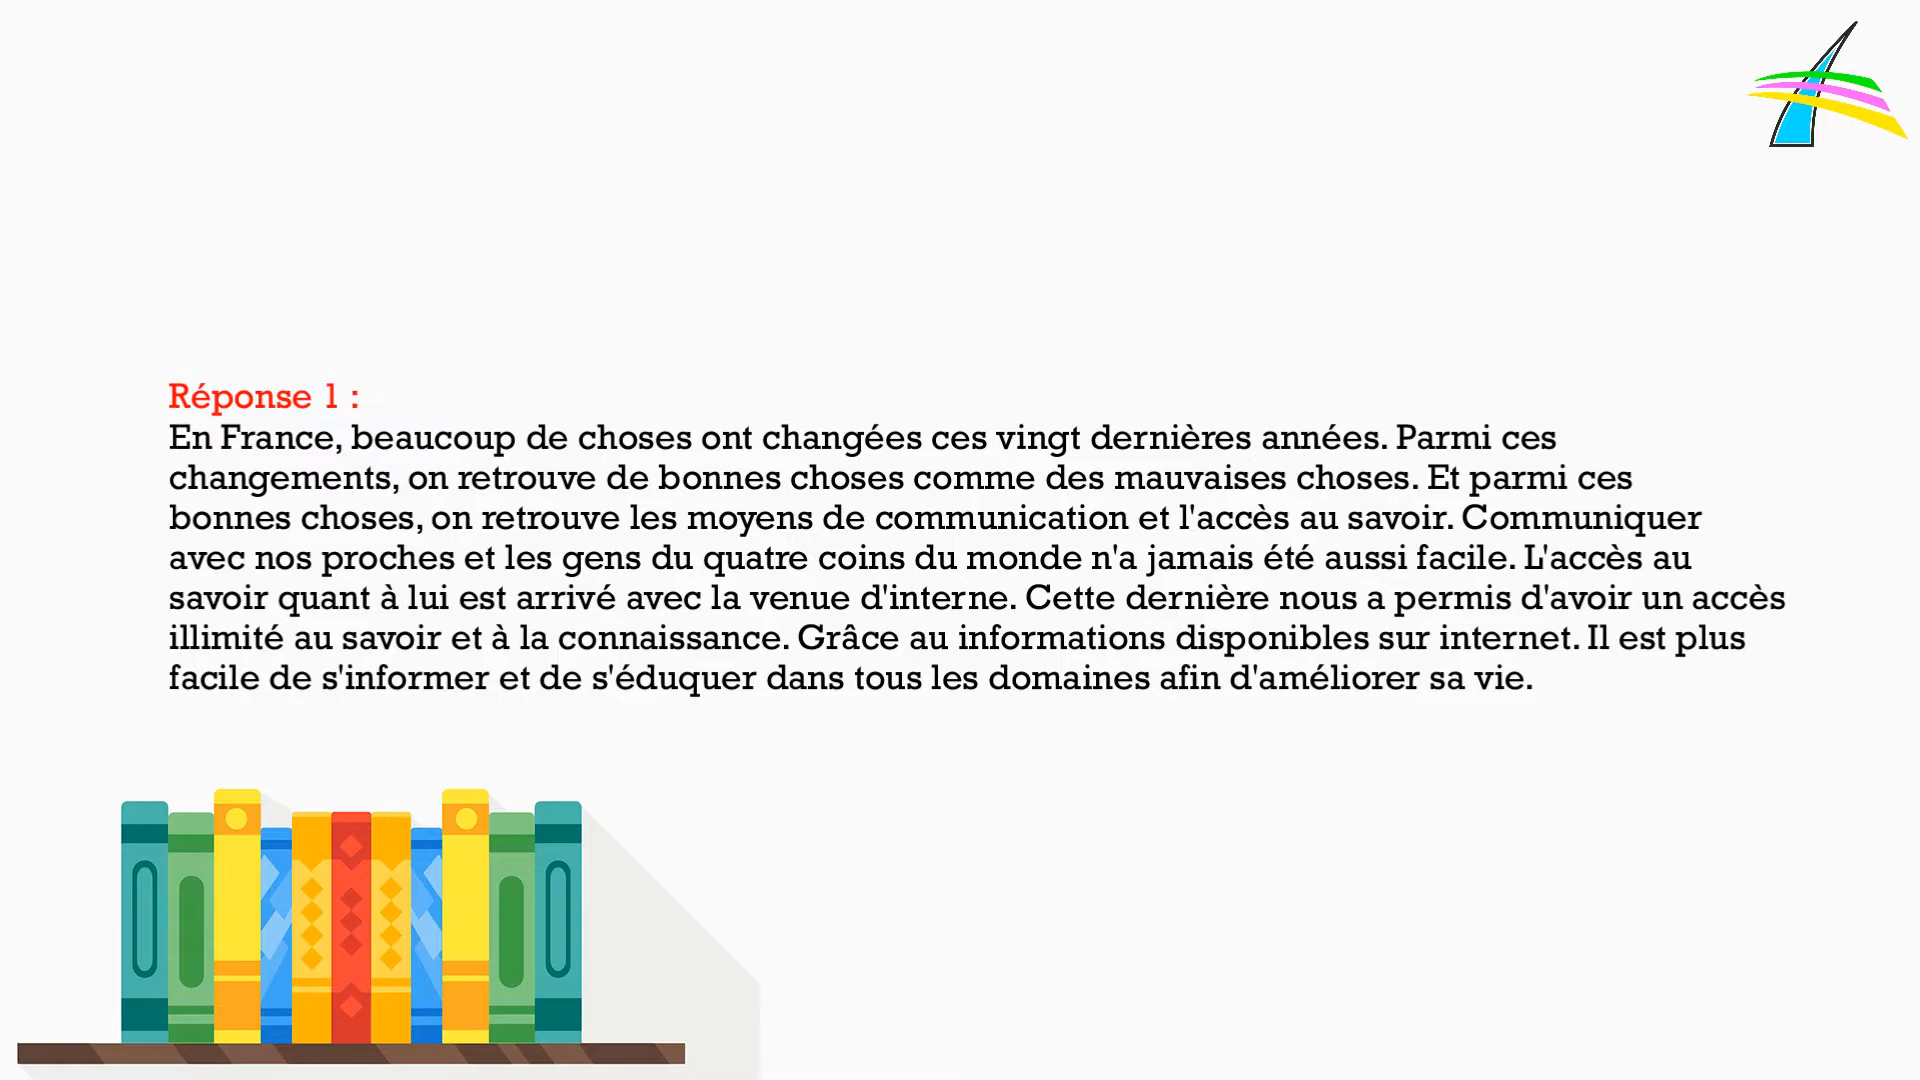 Réponse 1 :
En France, beaucoup de choses ont changées ces vingt dernières années. Parmi ces
changements, on retrouve de bonnes choses comme des mauvaises choses. Et parmi ces
bonnes choses, on retrouve les moyens de communication et l'accès au savoir. Communiquer
avec nos proches et les gens du quatre coins du monde n'a jamais été aussi facile. L'accès au
savoir quant à lui est arrivé avec la venue d'interne. Cette dernière nous a permis d'avoir un accès
illimité au savoir et à la connaissance. Grâce au informations disponibles sur internet. Il est plus
facile de s'informer et de s'éduquer dans tous les domaines afin d'améliorer sa vie.